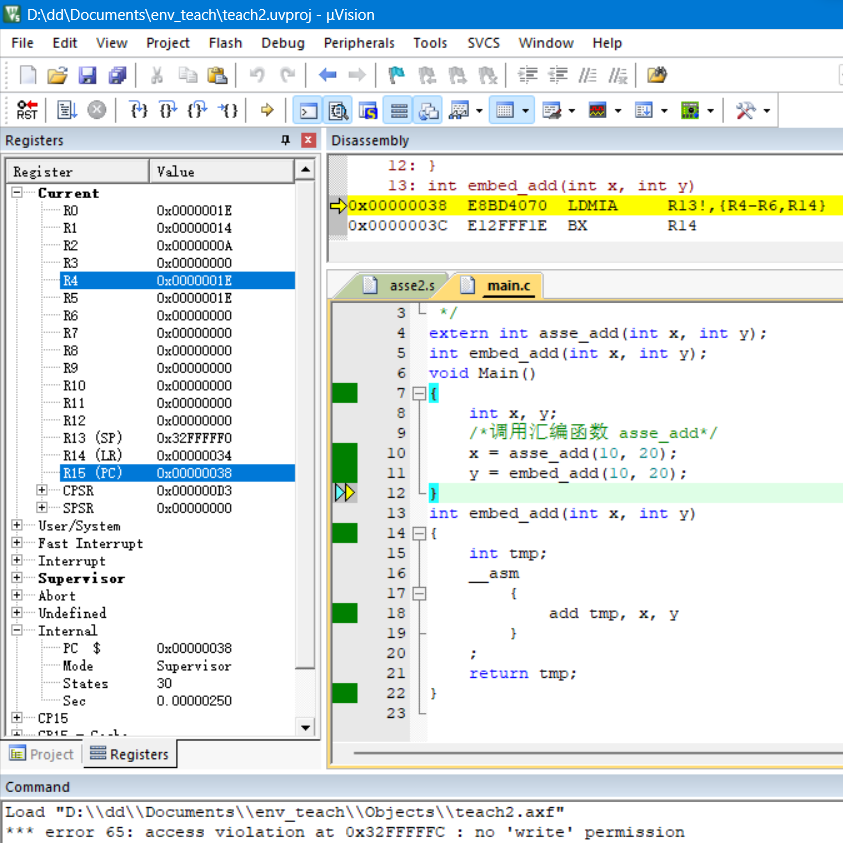 D:\dd\Documents\env_teach\teach2.uvproj - µVision
File Edit View Project Flash Debug Peripherals Tools SVCS Window Help
RST
Registers
Register Value
Current
R0 0x0000001E
R1 0x00000014
R2 0x0000000A
R3 0x00000000
R4 0x0000001E
R5 0x0000001E
R6 0x00000000
R7 0x00000000
R8 0x00000000
R9 0x00000000
R10 0x00000000
R11 0x00000000
R12 0x00000000
R13 (SP) 0x32FFFFF0
R14 (LR) 0x00000034
R15 (PC) 0x00000038
CPSR 0x000000D3
SPSR 0x00000000
User/System
Fast Interrupt
Interrupt
Supervisor
Abort
Undefined
Internal
PC $ 0x00000038
Mode Supervisor
States 30
Sec 0.00000250
CP15
Project Registers
Disassembly
12: }
13: int embed_add(int x, int y)
0x00000038 E8BD4070 LDMIA R13!,{R4-R6,R14}
0x0000003C E12FFF1E BX R14
asse2.s main.c
3 */
4 extern int asse_add(int x, int y);
5 int embed_add(int x, int y);
6 void Main()
7 {
8 int x, y;
9 /*调用汇编函数 asse_add*/
10 x = asse_add(10, 20);
11 y = embed_add(10, 20);
12 }
13 int embed_add(int x, int y)
14 {
15 int tmp;
16 __asm
17 {
18 add tmp, x, y
19 }
20 ;
21 return tmp;
22 }
23
Command
Load "D:\\dd\\Documents\\env_teach\\Objects\\teach2.axf"
*** error 65: access violation at 0x32FFFFFC : no 'write' permission